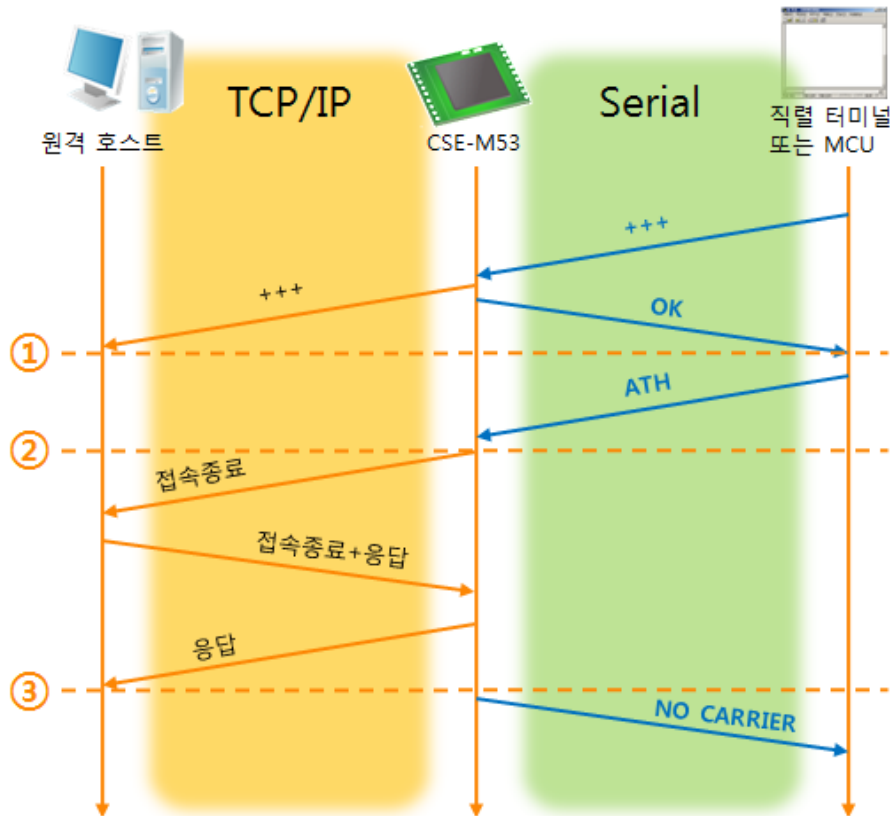 TCP/IP
Serial
원격 호스트
CSE-M53
직렬 터미널
또는 MCU
+++
+++
OK
①
ATH
②
접속종료
접속종료+응답
응답
③
NO CARRIER